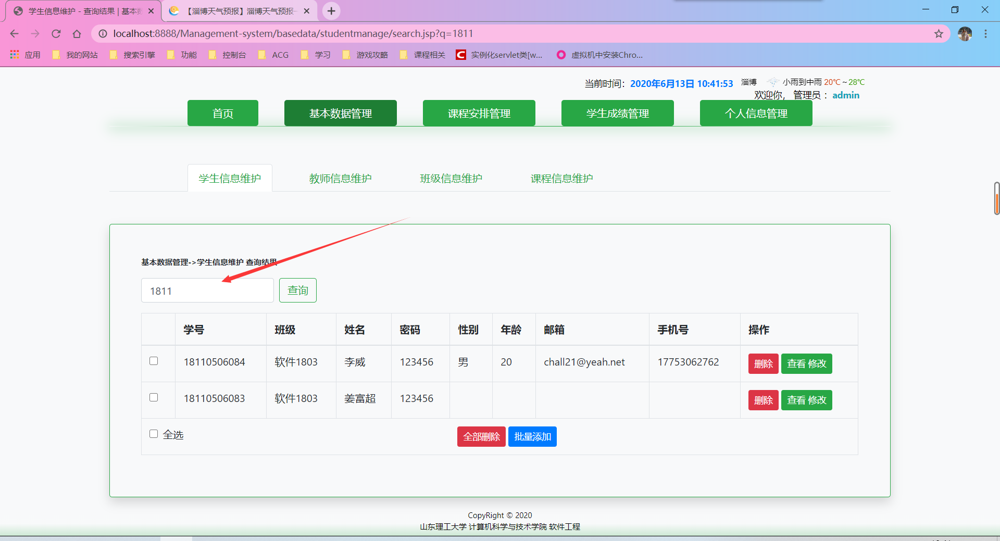 学生信息维护 - 查询结果 | 基本数
【淄博天气预报】淄博天气预报
localhost:8888/Management-system/basedata/studentmanage/search.jsp?q=1811
应用 我的网站 搜索引擎 功能 控制台 ACG 学习 游戏攻略 课程相关 实例化servlet类[w... 虚拟机中安装Chro...
当前时间：2020年6月13日 10:41:53 淄博 小雨到中雨 20℃ ~ 28℃
欢迎你， 管理员 ： admin
首页 基本数据管理 课程安排管理 学生成绩管理 个人信息管理
学生信息维护 教师信息维护 班级信息维护 课程信息维护
基本数据管理->学生信息维护 查询结果
1811 查询
学号 班级 姓名 密码 性别 年龄 邮箱 手机号 操作
18110506084 软件1803 李威 123456 男 20 chall21@yeah.net 17753062762 删除 查看 修改
18110506083 软件1803 姜富超 123456 删除 查看 修改
全选 全部删除 批量添加
CopyRight © 2020
山东理工大学 计算机科学与技术学院 软件工程